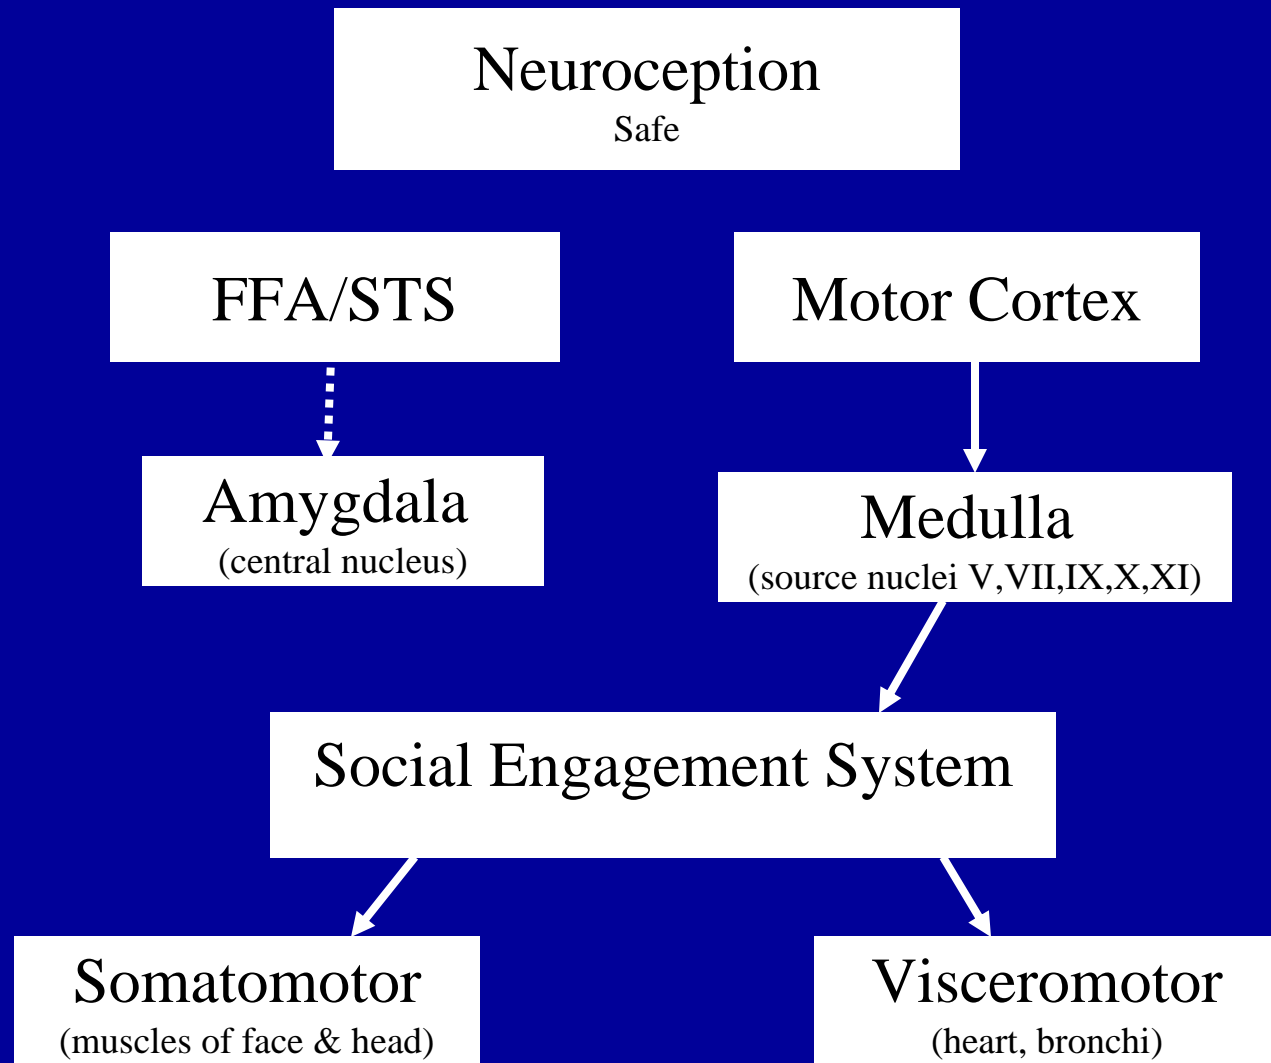 Neuroception
Safe
FFA/STS
Motor Cortex
Amygdala
(central nucleus)
Medulla
(source nuclei V,VII,IX,X,XI)
Social Engagement System
Somatomotor
(muscles of face & head)
Visceromotor
(heart, bronchi)